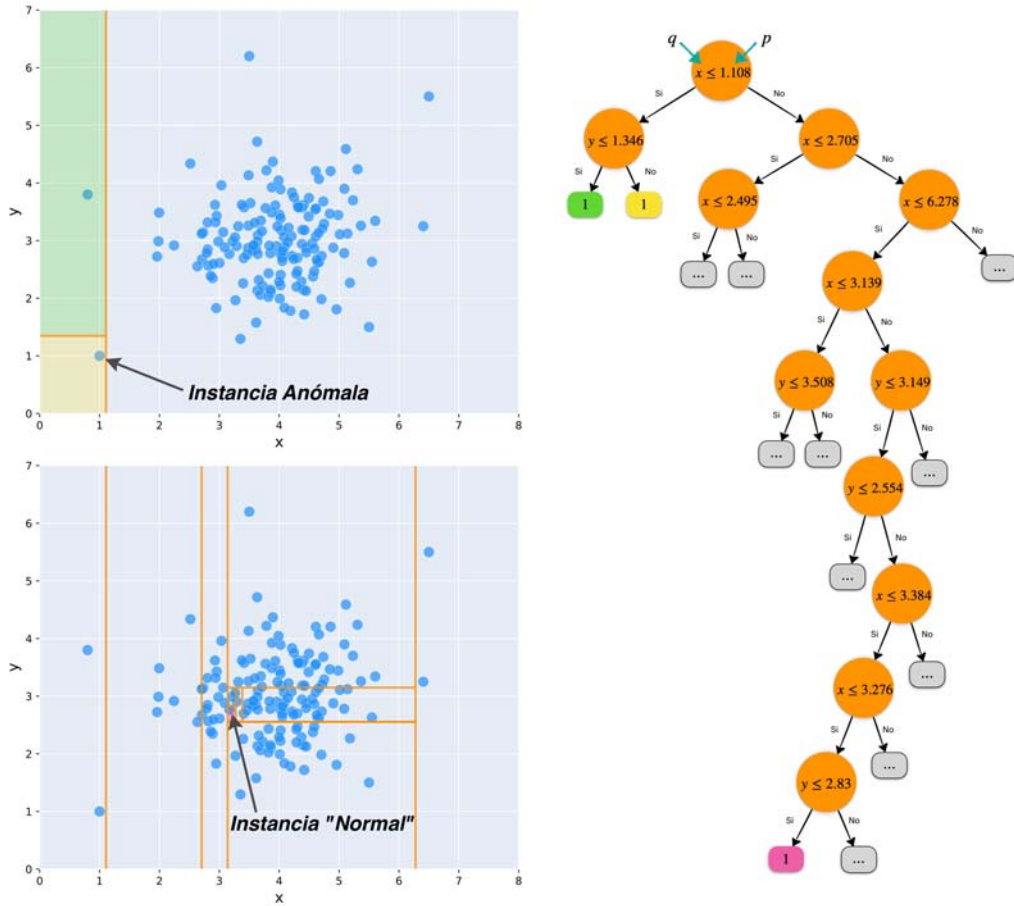 7
6
5
4
3
2
1
0
y
0 1 2 3 4 5 6 7 8
x
Instancia Anómala
7
6
5
4
3
2
1
0
y
0 1 2 3 4 5 6 7 8
x
Instancia "Normal"
q p
x ≤ 1.108
Si No
y ≤ 1.346 x ≤ 2.705
Si No Si No
1 1 x ≤ 2.495 x ≤ 6.278
Si No Si No
... ... x ≤ 3.139 ...
Si No
y ≤ 3.508 y ≤ 3.149
Si No Si No
... ... y ≤ 2.554 ...
Si No
... x ≤ 3.384
Si No
x ≤ 3.276 ...
Si No
y ≤ 2.83 ...
Si No
1 ...